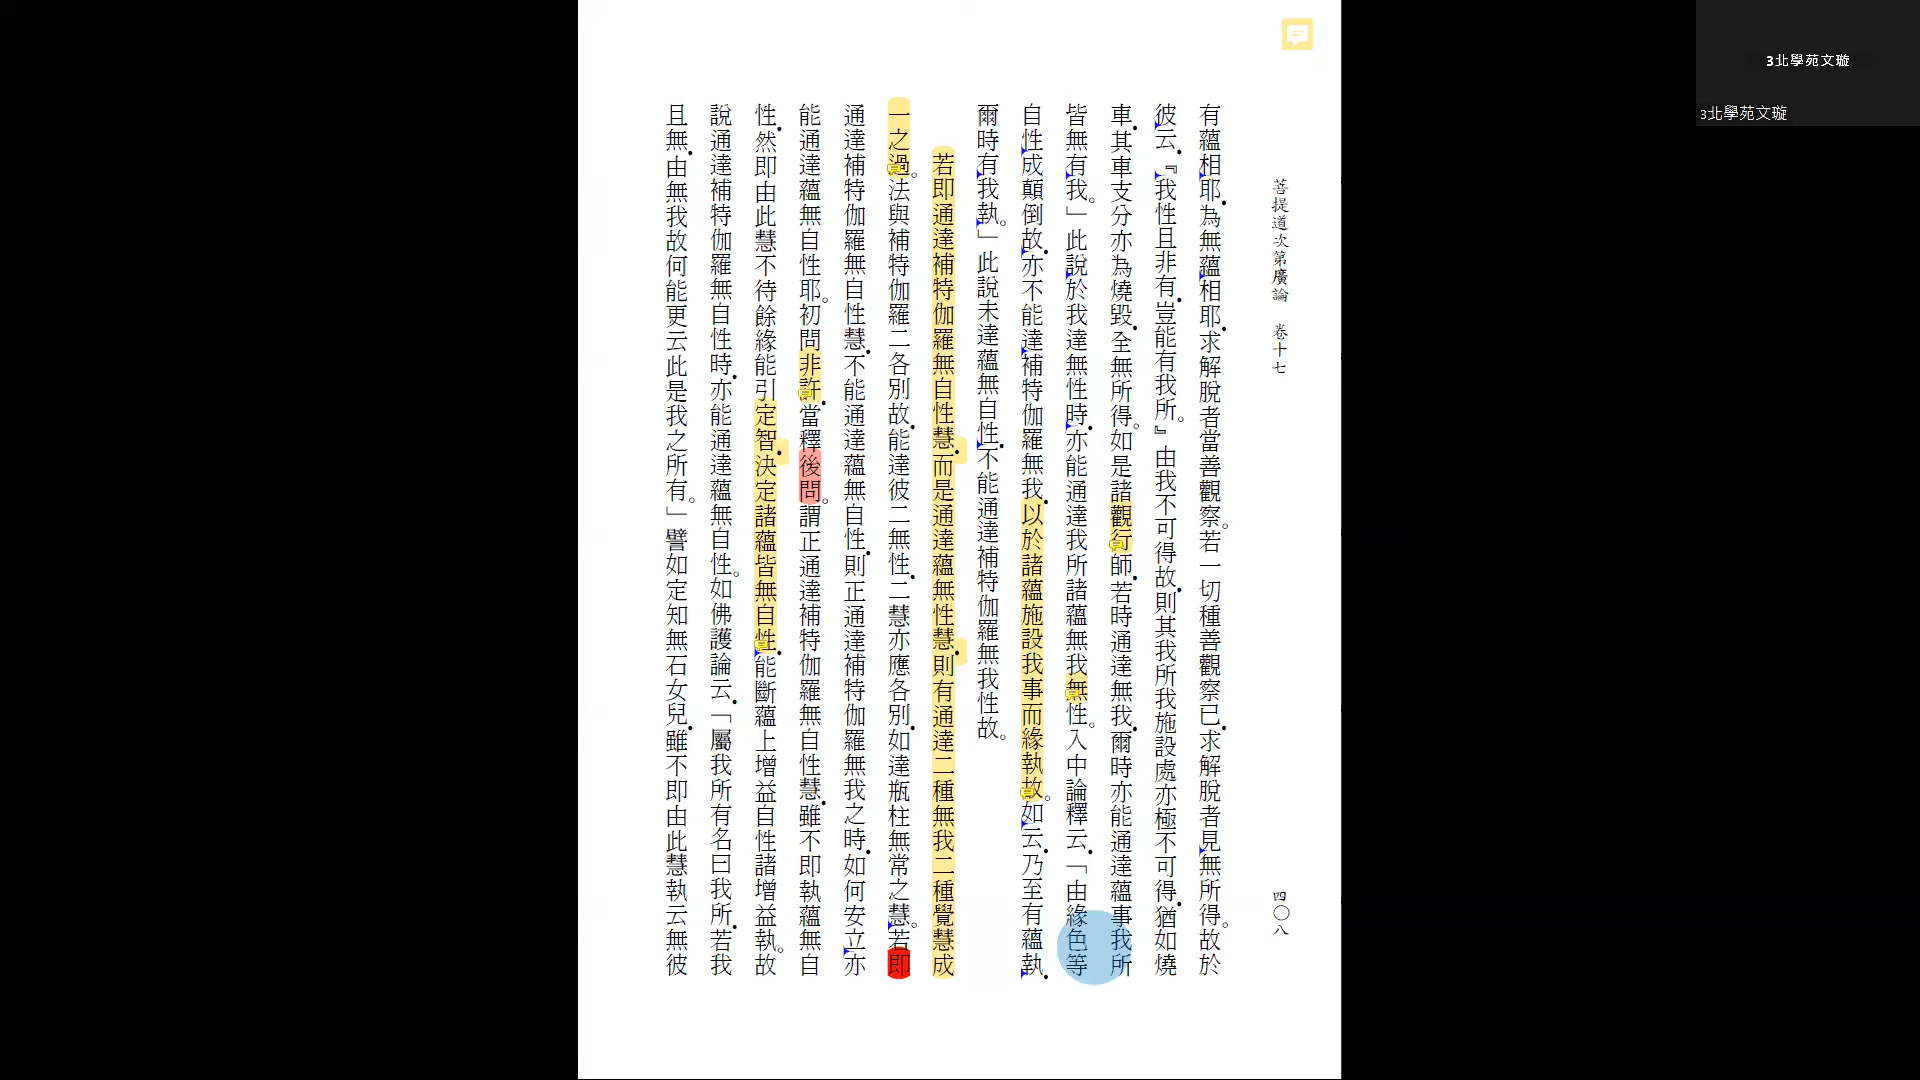 菩提道次第廣論　卷十七
四〇八
有蘊相耶，為無蘊相耶，求解脫者當善觀察。若一切種善觀察已，求解脫者見無所得。故於
彼云，『我性且非有，豈能有我所。』由我不可得故，則其我所我施設處亦極不可得，猶如燒
車，其車支分亦為燒毀，全無所得。如是諸觀行師，若時通達無我，爾時亦能通達蘊事我所
皆無有我。」此說於我達無性時，亦能通達我所諸蘊無我無性。入中論釋云，「由緣色等
自性成顛倒故，亦不能達補特伽羅無我，以於諸蘊施設我事而緣執故。如云，乃至有蘊執，
爾時有我執。」此說未達蘊無自性，不能通達補特伽羅無我性故。
若即通達補特伽羅無自性慧，而是通達蘊無性慧，則有通達二種無我二種覺慧成
一之過。法與補特伽羅二各別故，能達彼二無性，二慧亦應各別，如達瓶柱無常之慧。若即
通達補特伽羅無自性慧，不能通達蘊無自性，則正通達補特伽羅無我之時，如何安立亦
能通達蘊無自性耶。初問非許，當釋後問。謂正通達補特伽羅無自性慧，雖不即執蘊無自
性，然即由此慧不待餘緣能引定智，決定諸蘊皆無自性，能斷蘊上增益自性諸增益執。故
說通達補特伽羅無自性時，亦能通達蘊無自性。如佛護論云，「屬我所有名曰我所，若我
且無，由無我故何能更云此是我之所有。」譬如定知無石女兒，雖不即由此慧執云無彼
3北學苑文璇
3北學苑文璇